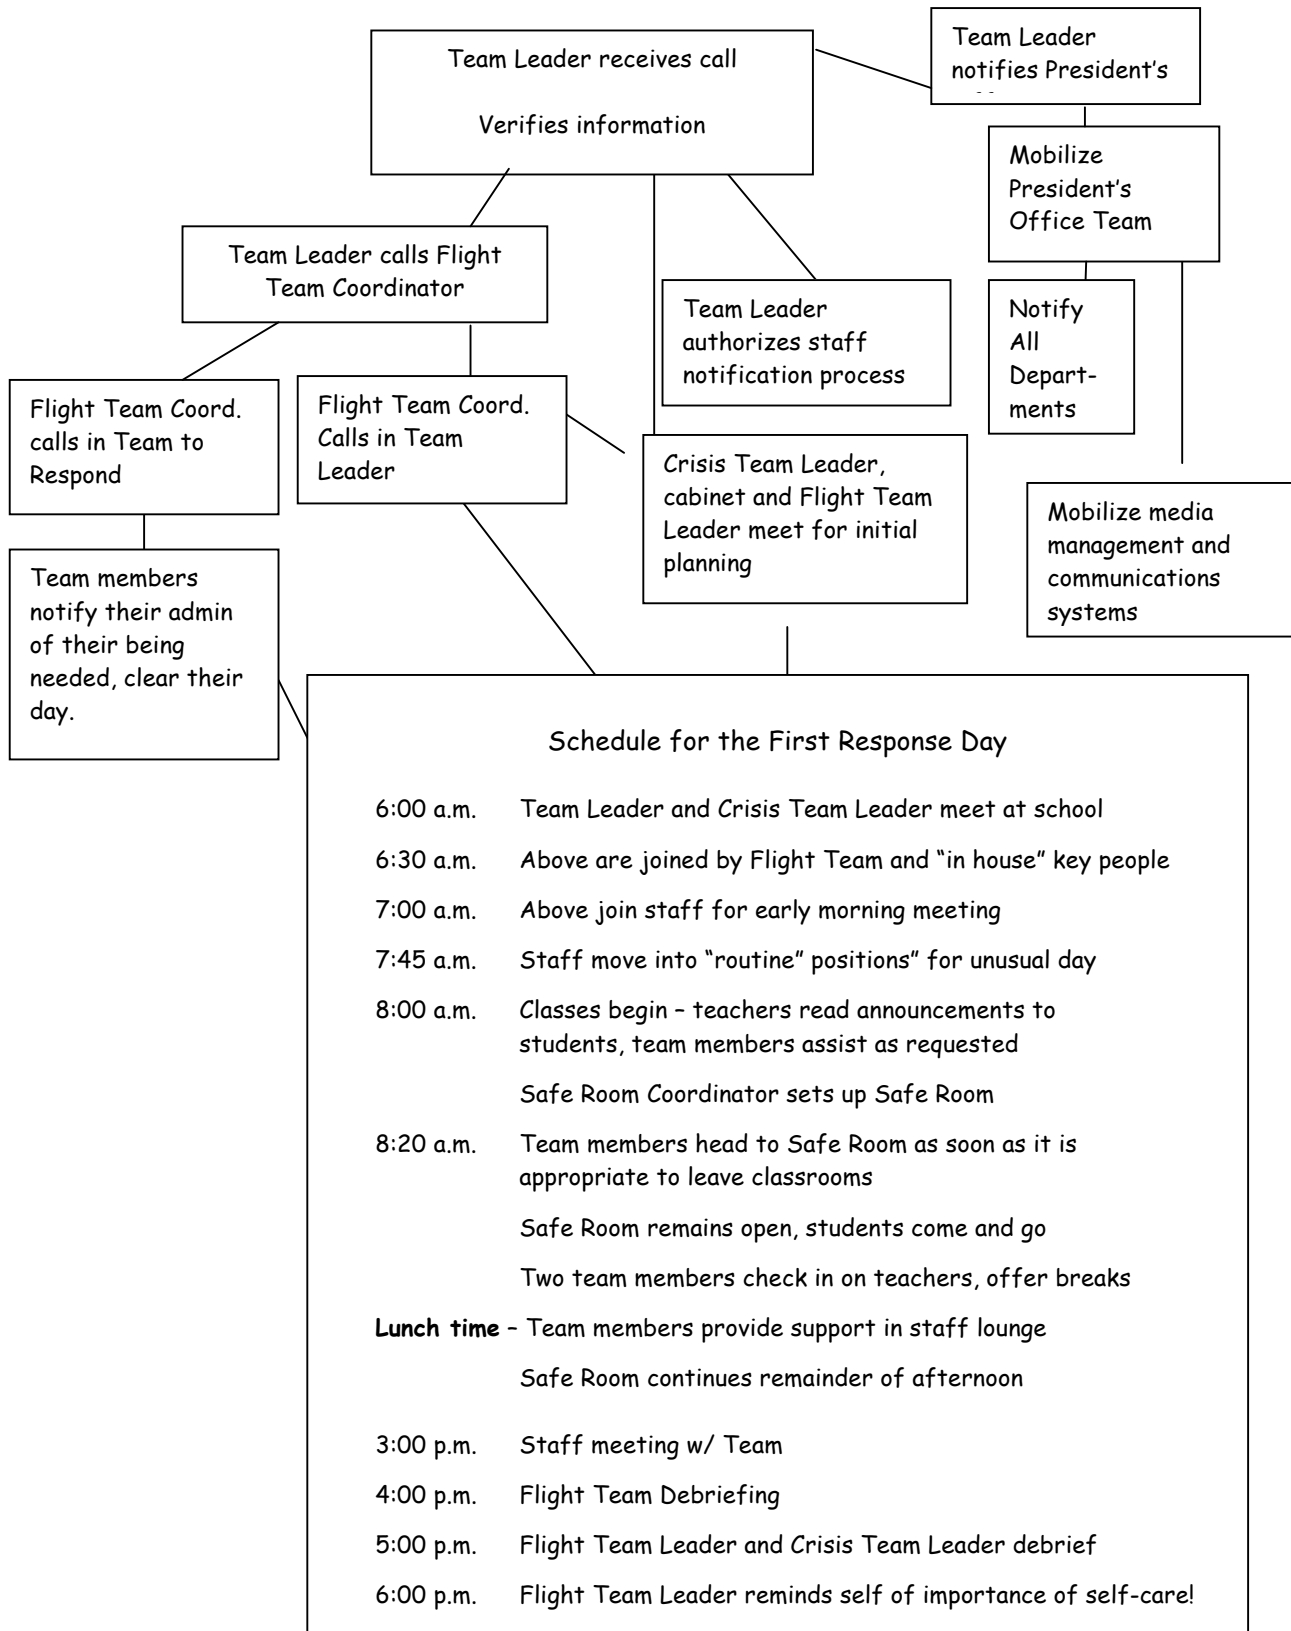 Team Leader receives call
Verifies information
Team Leader
notifies President’s
Mobilize
President’s
Office Team
Team Leader calls Flight
Team Coordinator
Team Leader
authorizes staff
notification process
Notify
All
Depart-
ments
Flight Team Coord.
calls in Team to
Respond
Flight Team Coord.
Calls in Team
Leader
Crisis Team Leader,
cabinet and Flight Team
Leader meet for initial
planning
Mobilize media
management and
communications
systems
Team members
notify their admin
of their being
needed, clear their
day.
Schedule for the First Response Day
6:00 a.m. Team Leader and Crisis Team Leader meet at school
6:30 a.m. Above are joined by Flight Team and “in house” key people
7:00 a.m. Above join staff for early morning meeting
7:45 a.m. Staff move into “routine” positions” for unusual day
8:00 a.m. Classes begin – teachers read announcements to
students, team members assist as requested
Safe Room Coordinator sets up Safe Room
8:20 a.m. Team members head to Safe Room as soon as it is
appropriate to leave classrooms
Safe Room remains open, students come and go
Two team members check in on teachers, offer breaks
Lunch time – Team members provide support in staff lounge
Safe Room continues remainder of afternoon
3:00 p.m. Staff meeting w/ Team
4:00 p.m. Flight Team Debriefing
5:00 p.m. Flight Team Leader and Crisis Team Leader debrief
6:00 p.m. Flight Team Leader reminds self of importance of self-care!